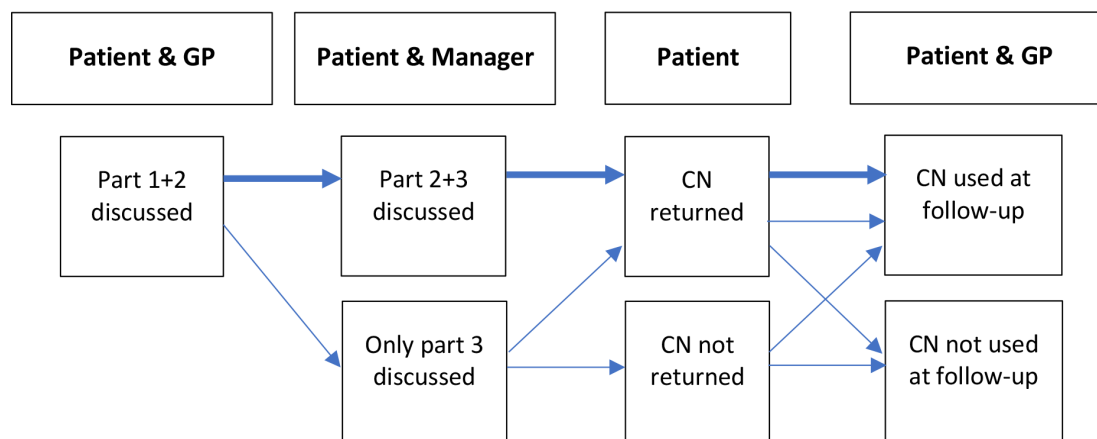 Patient & GP
Patient & Manager
Patient
Patient & GP
Part 1+2
discussed
Part 2+3
discussed
CN
returned
CN used at
follow-up
Only part 3
discussed
CN not
returned
CN not used
at follow-up